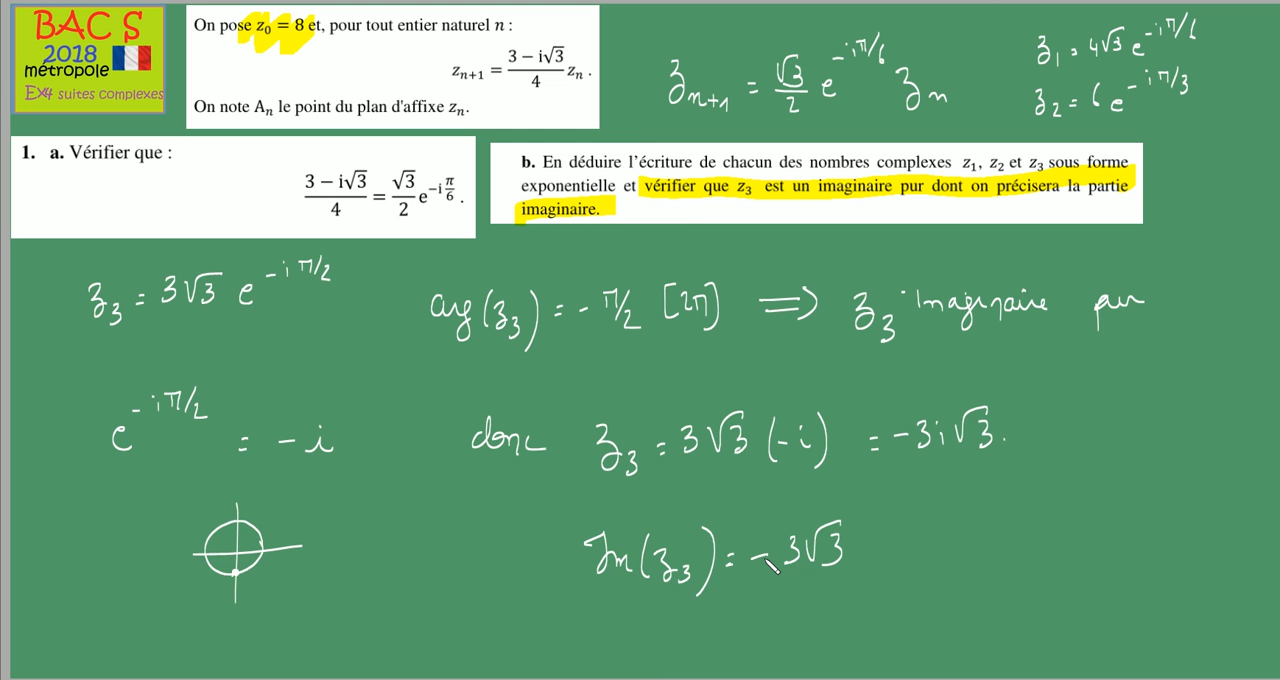 BAC S
2018
métropole
EX4 suites complexes
On pose z₀ = 8 et, pour tout entier naturel n :
zₙ₊₁ = (3 − i√3)/4 zₙ .
On note Aₙ le point du plan d'affixe zₙ.
zₙ₊₁ = √3/2 e^(-iπ/6) zₙ
z₁ = 4√3 e^(-iπ/6)
z₂ = 6 e^(-iπ/3)
1. a. Vérifier que :
(3 − i√3)/4 = √3/2 e^(−iπ/6) .
b. En déduire l'écriture de chacun des nombres complexes z₁, z₂ et z₃ sous forme
exponentielle et vérifier que z₃ est un imaginaire pur dont on précisera la partie
imaginaire.
z₃ = 3√3 e^(-iπ/2)
arg(z₃) = -π/2 [2π] ⟹ z₃ imaginaire pur
e^(-iπ/2) = -i
donc z₃ = 3√3 (-i) = -3i√3.
Im(z₃) = -3√3